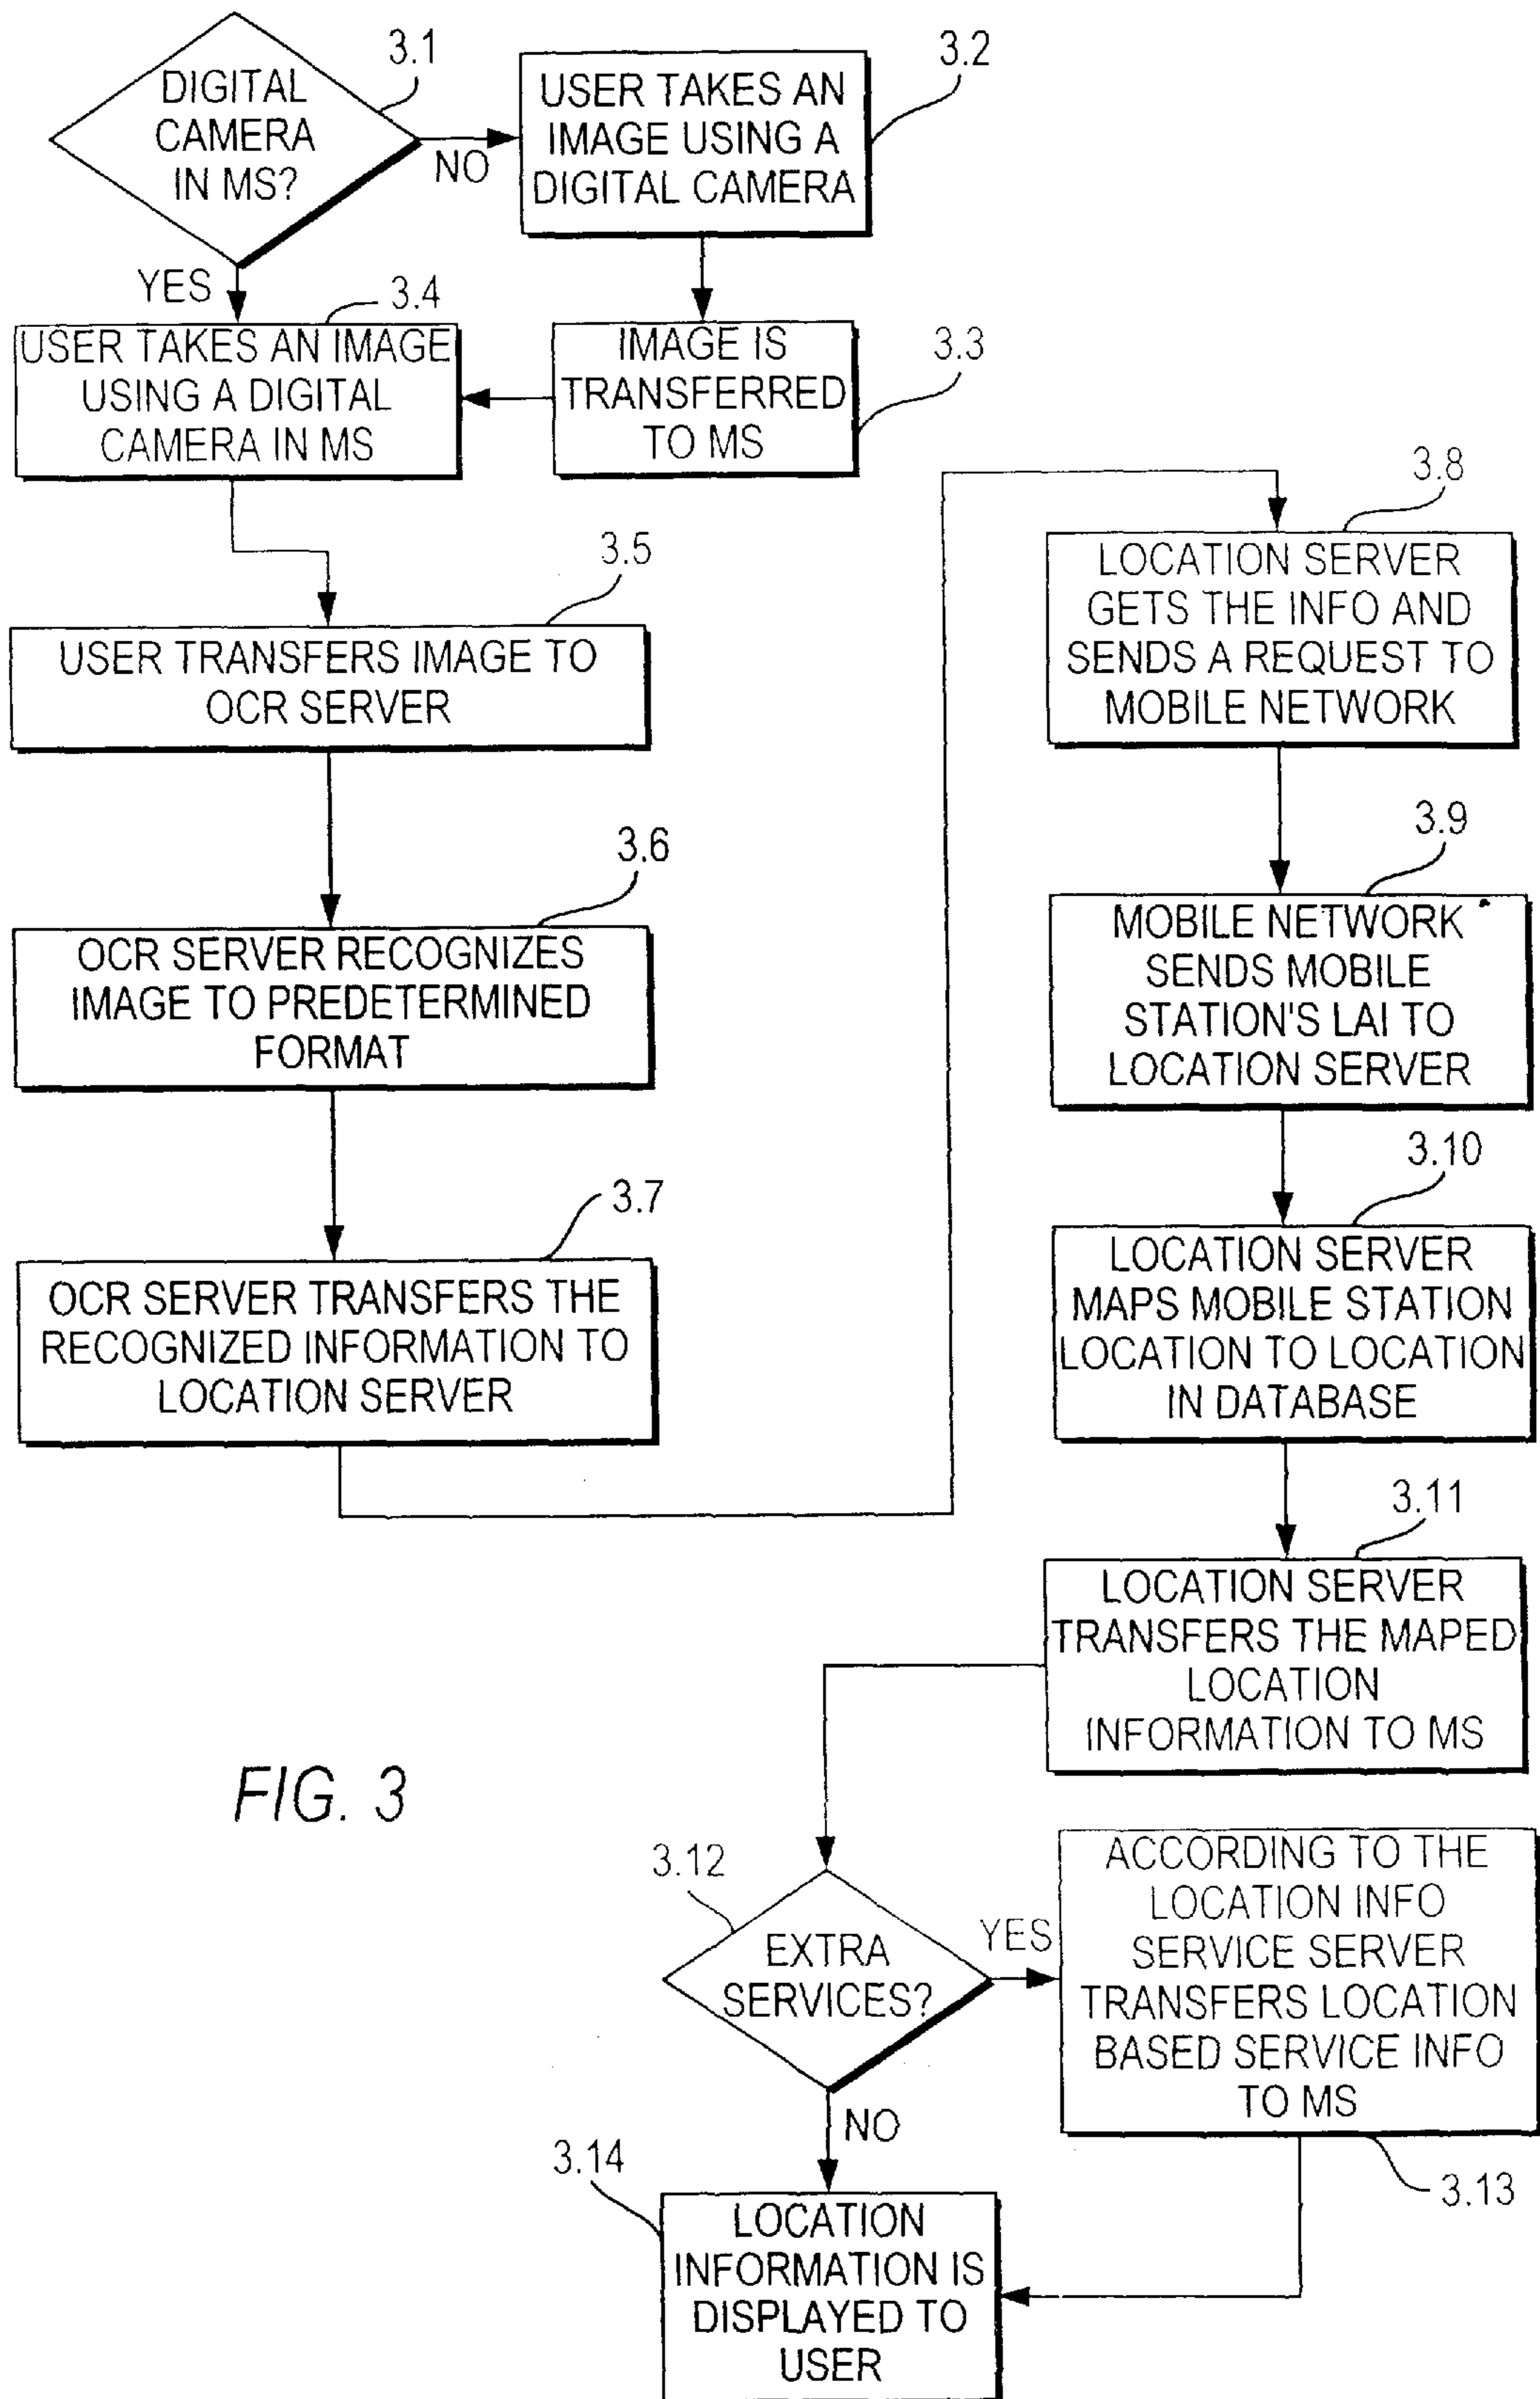 3.1
DIGITAL
CAMERA
IN MS?
NO
YES
3.2
USER TAKES AN
IMAGE USING A
DIGITAL CAMERA
3.3
IMAGE IS
TRANSFERRED
TO MS
3.4
USER TAKES AN IMAGE
USING A DIGITAL
CAMERA IN MS
3.5
USER TRANSFERS IMAGE TO
OCR SERVER
3.6
OCR SERVER RECOGNIZES
IMAGE TO PREDETERMINED
FORMAT
3.7
OCR SERVER TRANSFERS THE
RECOGNIZED INFORMATION TO
LOCATION SERVER
3.8
LOCATION SERVER
GETS THE INFO AND
SENDS A REQUEST TO
MOBILE NETWORK
3.9
MOBILE NETWORK
SENDS MOBILE
STATION'S LAI TO
LOCATION SERVER
3.10
LOCATION SERVER
MAPS MOBILE STATION
LOCATION TO LOCATION
IN DATABASE
3.11
LOCATION SERVER
TRANSFERS THE MAPED
LOCATION
INFORMATION TO MS
3.12
EXTRA
SERVICES?
YES
NO
ACCORDING TO THE
LOCATION INFO
SERVICE SERVER
TRANSFERS LOCATION
BASED SERVICE INFO
TO MS
3.13
3.14
LOCATION
INFORMATION IS
DISPLAYED TO
USER
FIG. 3